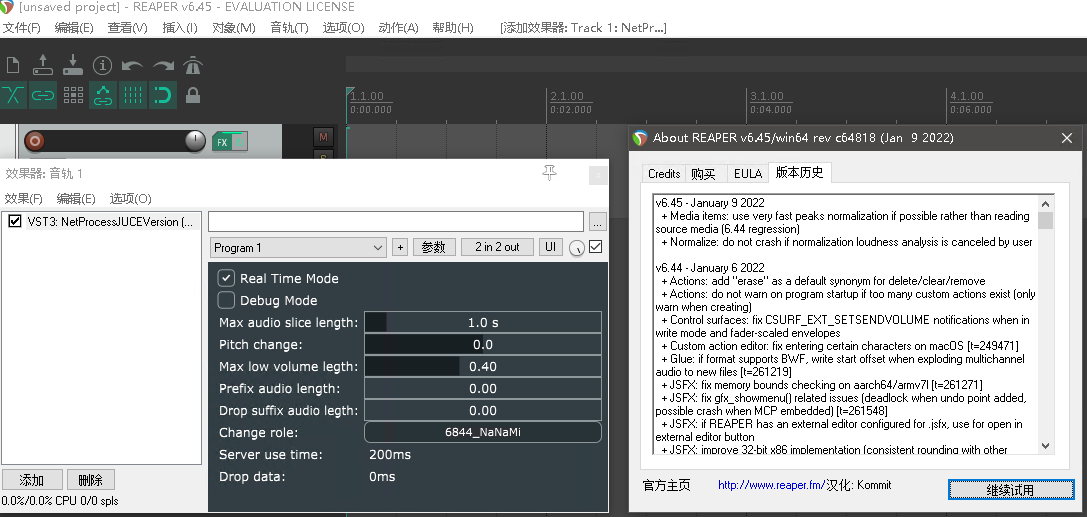 [unsaved project] - REAPER v6.45 - EVALUATION LICENSE
文件(F) 编辑(E) 查看(V) 插入(I) 对象(M) 音轨(T) 选项(O) 动作(A) 帮助(H) [添加效果器: Track 1: NetPr...]
1.1.00 2.1.00 3.1.00 4.1.00
0:00.000 0:02.000 0:04.000 0:06.000
FX
M
效果器: 音轨 1
效果(F) 编辑(E) 选项(O)
VST3: NetProcessJUCEVersion (...
...
Program 1 + 参数 2 in 2 out UI
Real Time Mode
Debug Mode
Max audio slice length: 1.0 s
Pitch change: 0.0
Max low volume legth: 0.40
Prefix audio length: 0.00
Drop suffix audio legth: 0.00
Change role: 6844_NaNaMi
Server use time: 200ms
Drop data: 0ms
添加 删除
0.0%/0.0% CPU 0/0 spls
About REAPER v6.45/win64 rev c64818 (Jan 9 2022)
Credits 购买 EULA 版本历史
v6.45 - January 9 2022
+ Media items: use very fast peaks normalization if possible rather than reading
source media (6.44 regression)
+ Normalize: do not crash if normalization loudness analysis is canceled by user
v6.44 - January 6 2022
+ Actions: add "erase" as a default synonym for delete/clear/remove
+ Actions: do not warn on program startup if too many custom actions exist (only
warn when creating)
+ Control surfaces: fix CSURF_EXT_SETSENDVOLUME notifications when in
write mode and fader-scaled envelopes
+ Custom action editor: fix entering certain characters on macOS [t=249471]
+ Glue: if format supports BWF, write start offset when exploding multichannel
audio to new files [t=261219]
+ JSFX: fix memory bounds checking on aarch64/armv7l [t=261271]
+ JSFX: fix gfx_showmenu() related issues (deadlock when undo point added,
possible crash when MCP embedded) [t=261548]
+ JSFX: if REAPER has an external editor configured for .jsfx, use for open in
external editor button
+ JSFX: improve 32-bit x86 implementation (consistent rounding with other
官方主页 http://www.reaper.fm/ 汉化: Kommit
继续试用